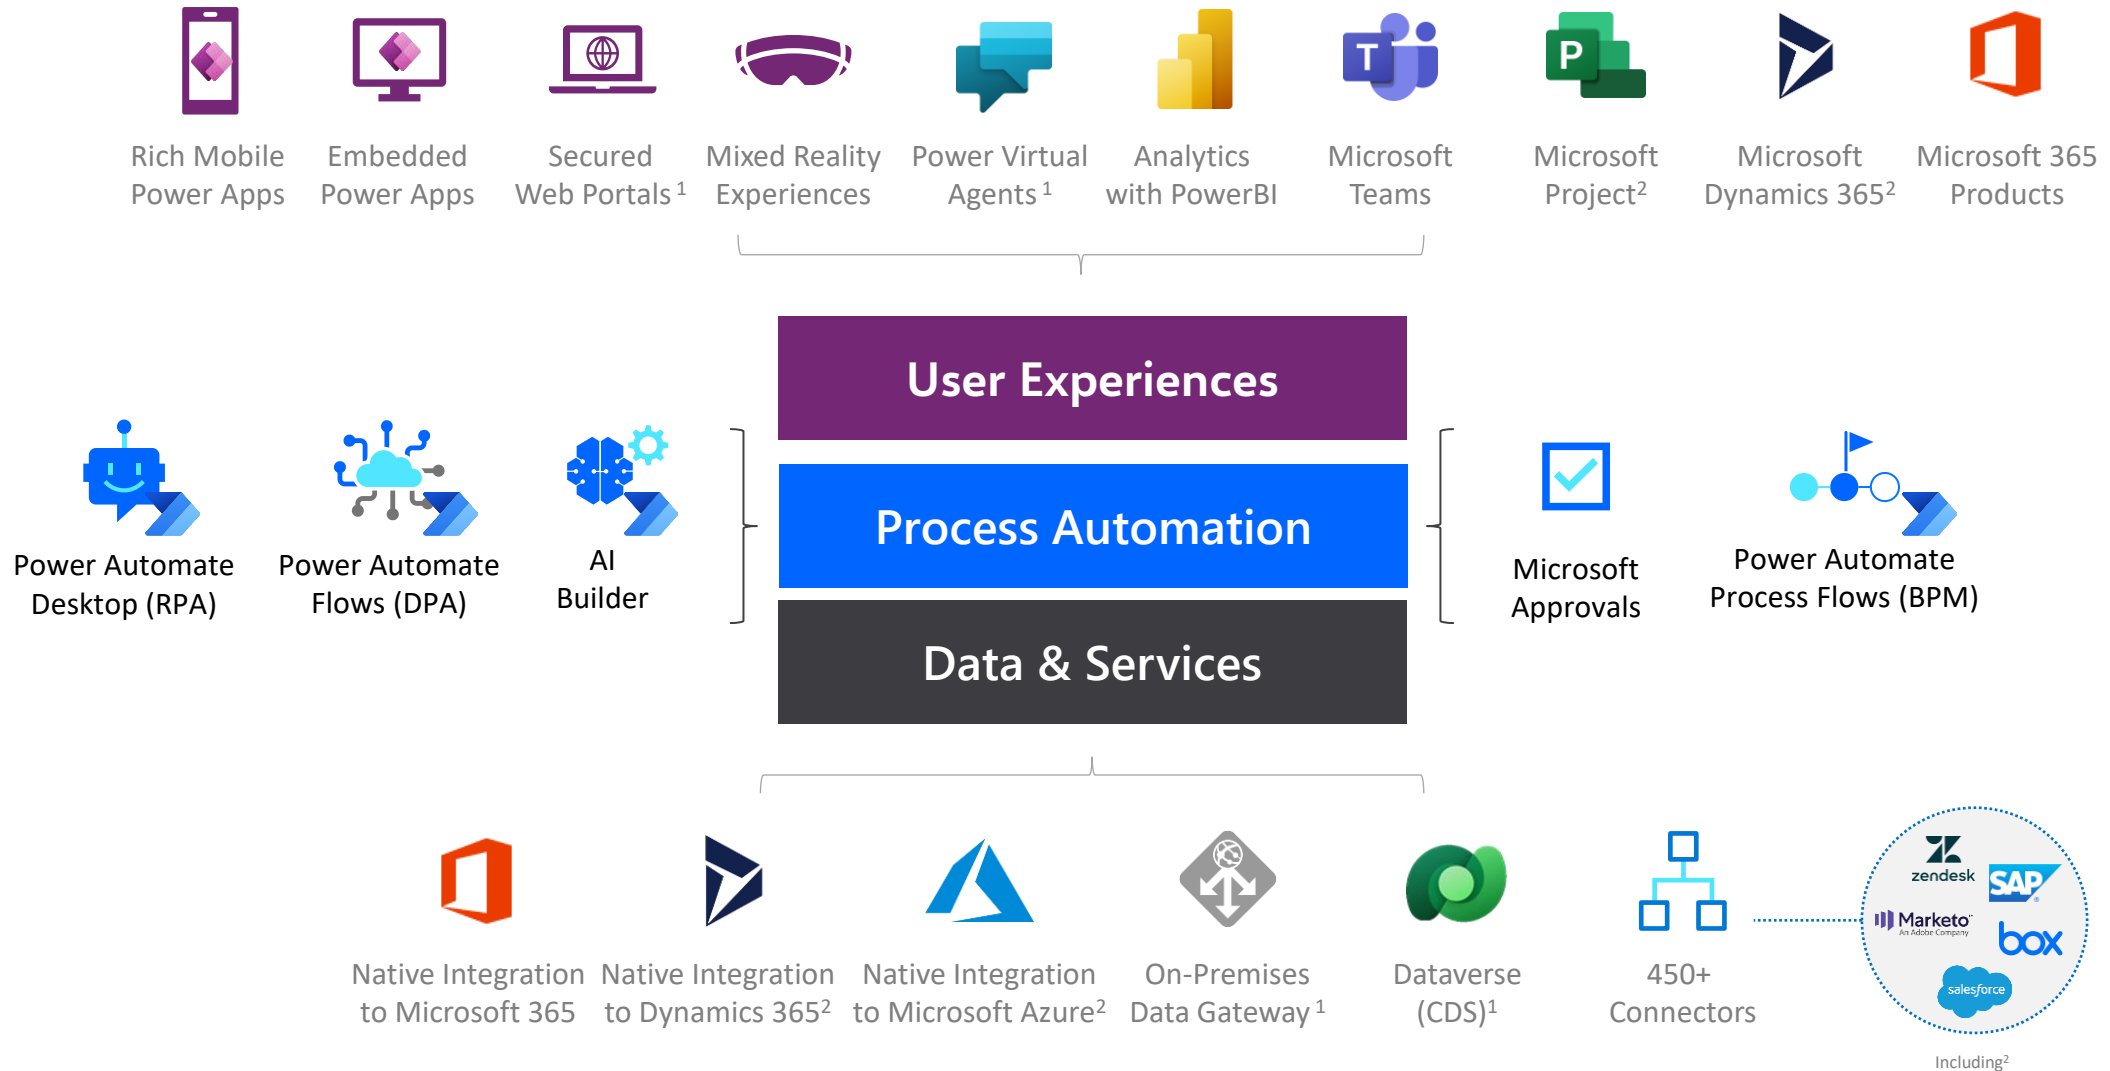 Rich Mobile
Power Apps
Embedded
Power Apps
Secured
Web Portals 1
Mixed Reality
Experiences
Power Virtual
Agents 1
Analytics
with PowerBI
T
Microsoft
Teams
P
Microsoft
Project2
Microsoft
Dynamics 3652
Microsoft 365
Products
User Experiences
Process Automation
Data & Services
Power Automate
Desktop (RPA)
Power Automate
Flows (DPA)
AI
Builder
Microsoft
Approvals
Power Automate
Process Flows (BPM)
Native Integration
to Microsoft 365
Native Integration
to Dynamics 3652
Native Integration
to Microsoft Azure2
On-Premises
Data Gateway 1
Dataverse
(CDS)1
450+
Connectors
zendesk
SAP
Marketo
An Adobe Company
box
salesforce
Including2